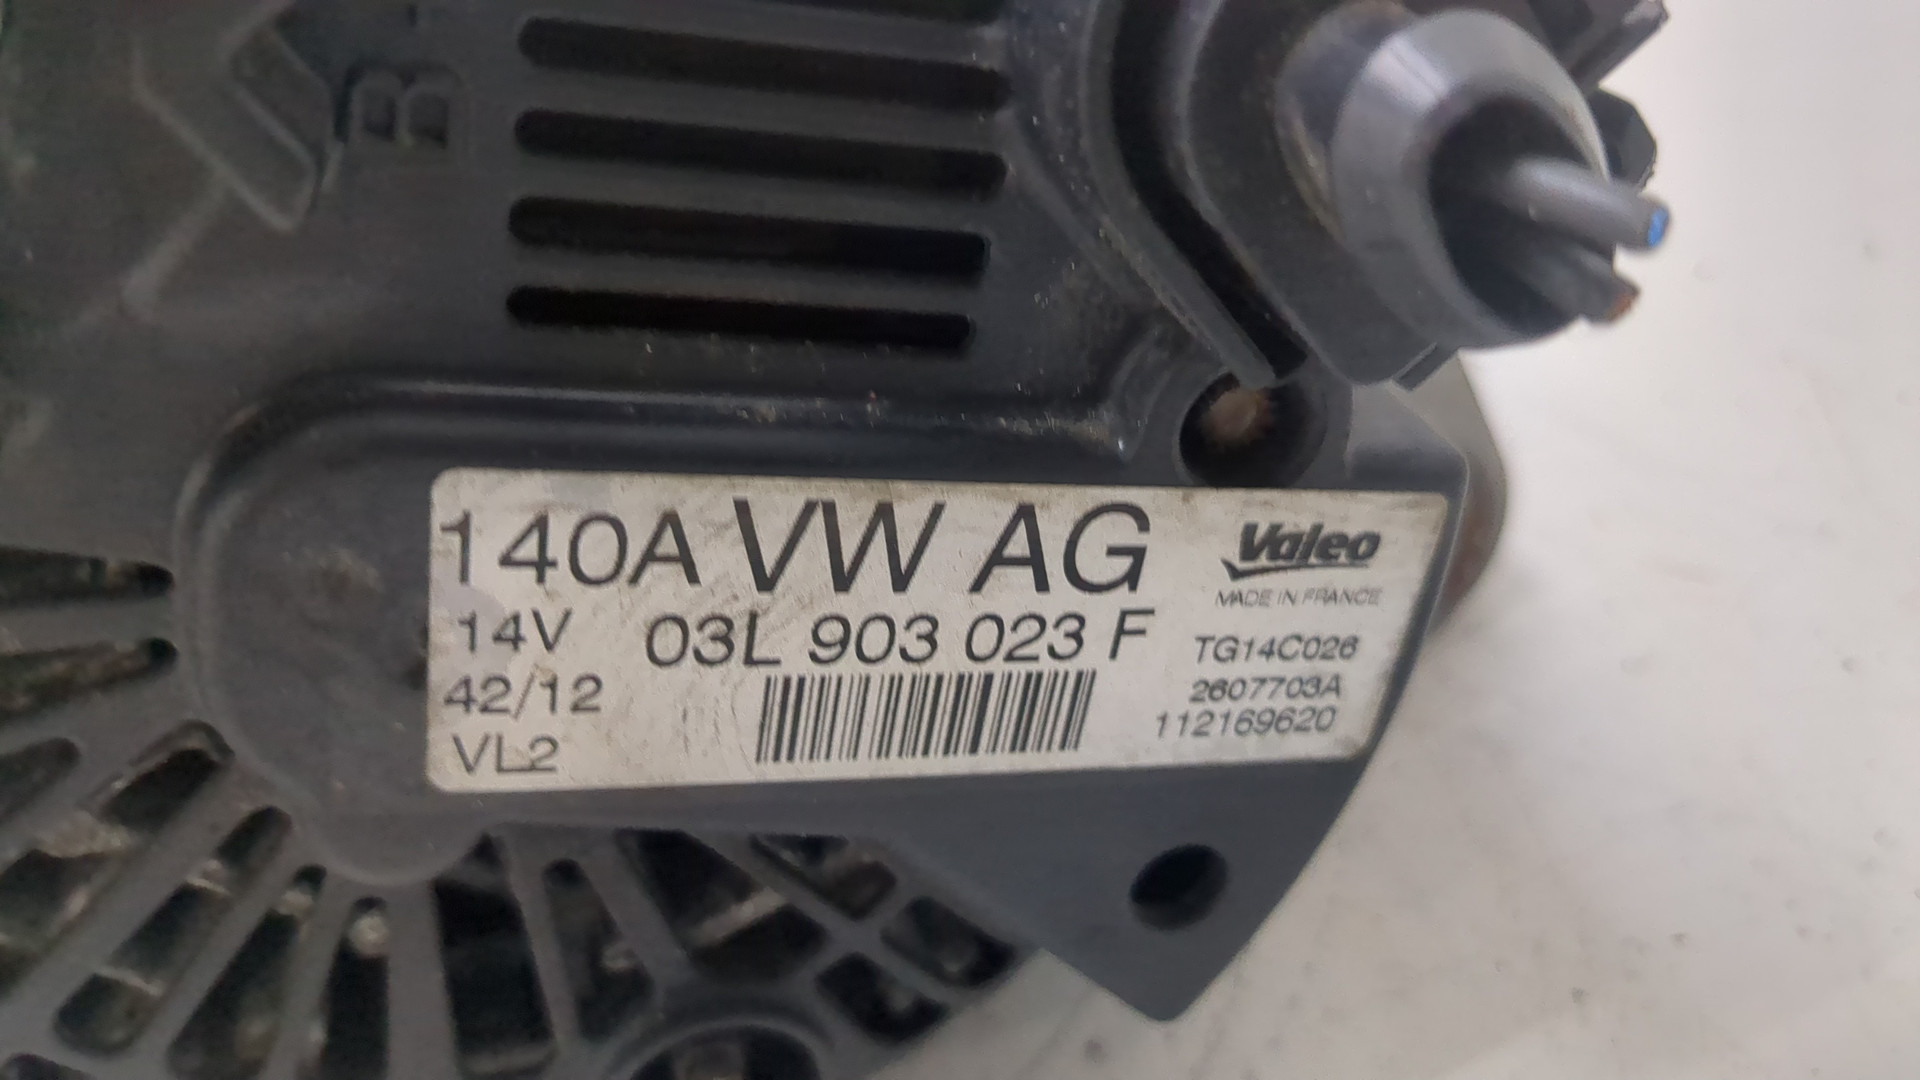 B+
140A VW AG
Valeo
MADE IN FRANCE
14V 03L 903 023 F
TG14C026
42/12
2607703A
112169620
VL2